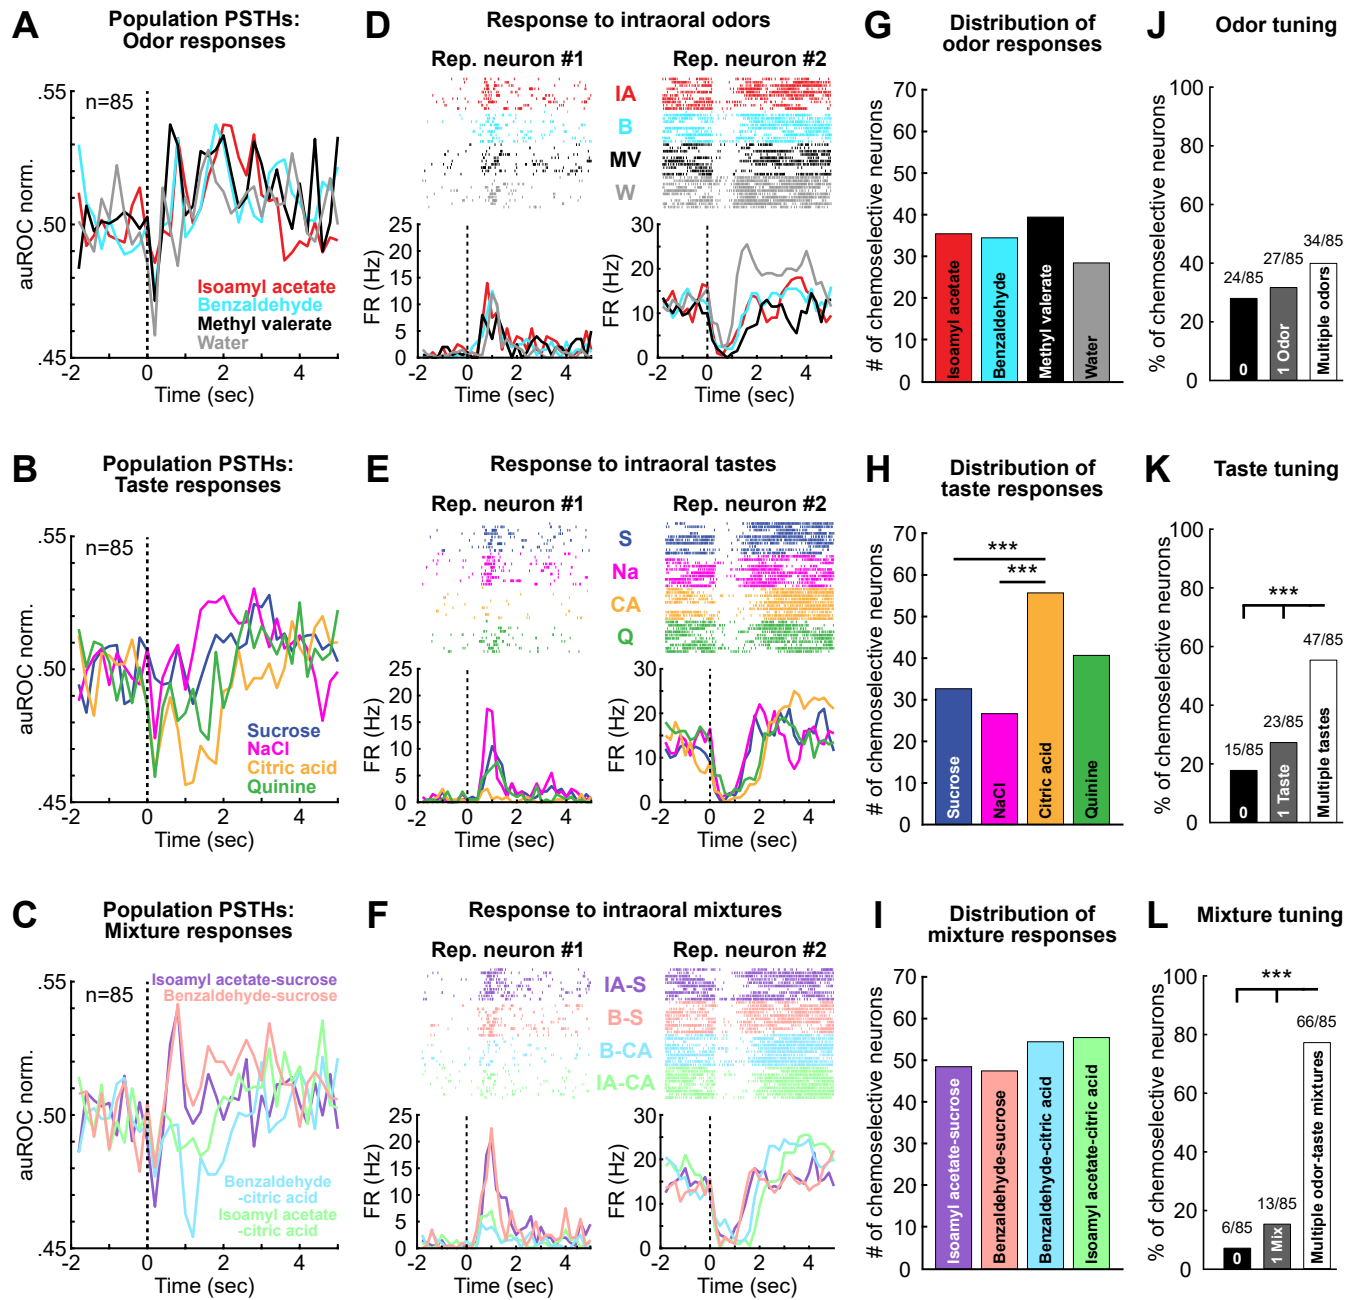 A
Population PSTHs:
Odor responses
.55
.50
.45
auROC norm.
n=85
Isoamyl acetate
Benzaldehyde
Methyl valerate
Water
-2 0 2 4
Time (sec)
D
Response to intraoral odors
Rep. neuron #1
Rep. neuron #2
IA
B
MV
W
25
20
15
10
5
0
FR (Hz)
-2 0 2 4
Time (sec)
30
20
10
0
FR (Hz)
-2 0 2 4
Time (sec)
G
Distribution of
odor responses
70
60
50
40
30
20
10
0
# of chemoselective neurons
Isoamyl acetate
Benzaldehyde
Methyl valerate
Water
J
Odor tuning
100
80
60
40
20
0
% of chemoselective neurons
24/85
27/85
34/85
0
1 Odor
Multiple odors
B
Population PSTHs:
Taste responses
.55
.50
.45
auROC norm.
n=85
Sucrose
NaCl
Citric acid
Quinine
-2 0 2 4
Time (sec)
E
Response to intraoral tastes
Rep. neuron #1
Rep. neuron #2
S
Na
CA
Q
25
20
15
10
5
0
FR (Hz)
-2 0 2 4
Time (sec)
30
20
10
0
FR (Hz)
-2 0 2 4
Time (sec)
H
Distribution of
taste responses
70
60
50
40
30
20
10
0
# of chemoselective neurons
***
***
Sucrose
NaCl
Citric acid
Quinine
K
Taste tuning
100
80
60
40
20
0
% of chemoselective neurons
***
15/85
23/85
47/85
0
1 Taste
Multiple tastes
C
Population PSTHs:
Mixture responses
.55
.50
.45
auROC norm.
n=85
Isoamyl acetate-sucrose
Benzaldehyde-sucrose
Benzaldehyde
-citric acid
Isoamyl acetate
-citric acid
-2 0 2 4
Time (sec)
F
Response to intraoral mixtures
Rep. neuron #1
Rep. neuron #2
IA-S
B-S
B-CA
IA-CA
25
20
15
10
5
0
FR (Hz)
-2 0 2 4
Time (sec)
30
20
10
0
FR (Hz)
-2 0 2 4
Time (sec)
I
Distribution of
mixture responses
70
60
50
40
30
20
10
0
# of chemoselective neurons
Isoamyl acetate-sucrose
Benzaldehyde-sucrose
Benzaldehyde-citric acid
Isoamyl acetate-citric acid
L
Mixture tuning
100
80
60
40
20
0
% of chemoselective neurons
***
6/85
13/85
66/85
0
1 Mix
Multiple odor-taste mixtures